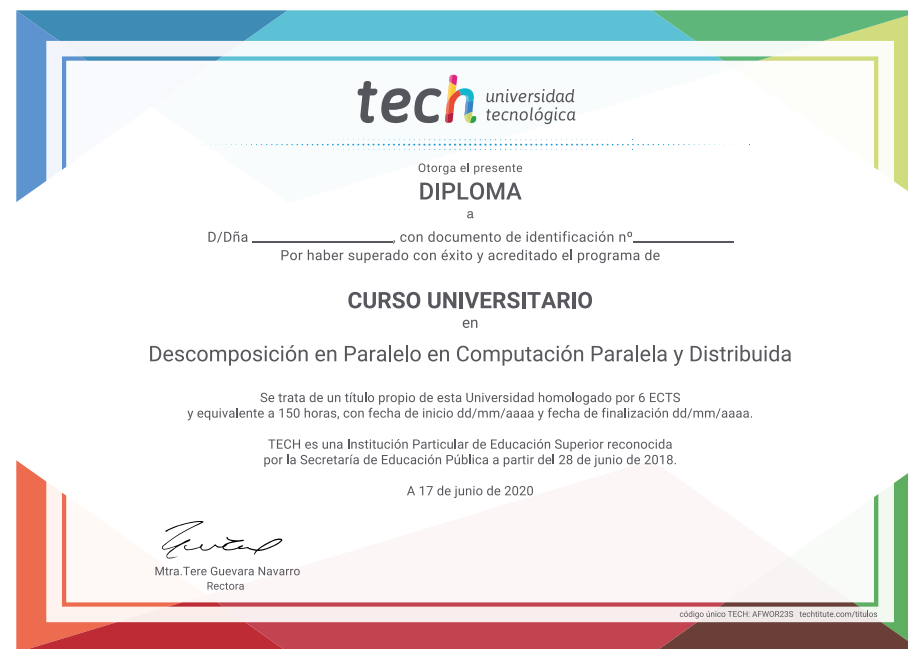 tech universidad
tecnológica
Otorga el presente
DIPLOMA
a
D/Dña ____________________, con documento de identificación nº______________
Por haber superado con éxito y acreditado el programa de
CURSO UNIVERSITARIO
en
Descomposición en Paralelo en Computación Paralela y Distribuida
Se trata de un título propio de esta Universidad homologado por 6 ECTS
y equivalente a 150 horas, con fecha de inicio dd/mm/aaaa y fecha de finalización dd/mm/aaaa.
TECH es una Institución Particular de Educación Superior reconocida
por la Secretaría de Educación Pública a partir del 28 de junio de 2018.
A 17 de junio de 2020
Mtra.Tere Guevara Navarro
Rectora
código único TECH: AFWOR23S techtitute.com/titulos